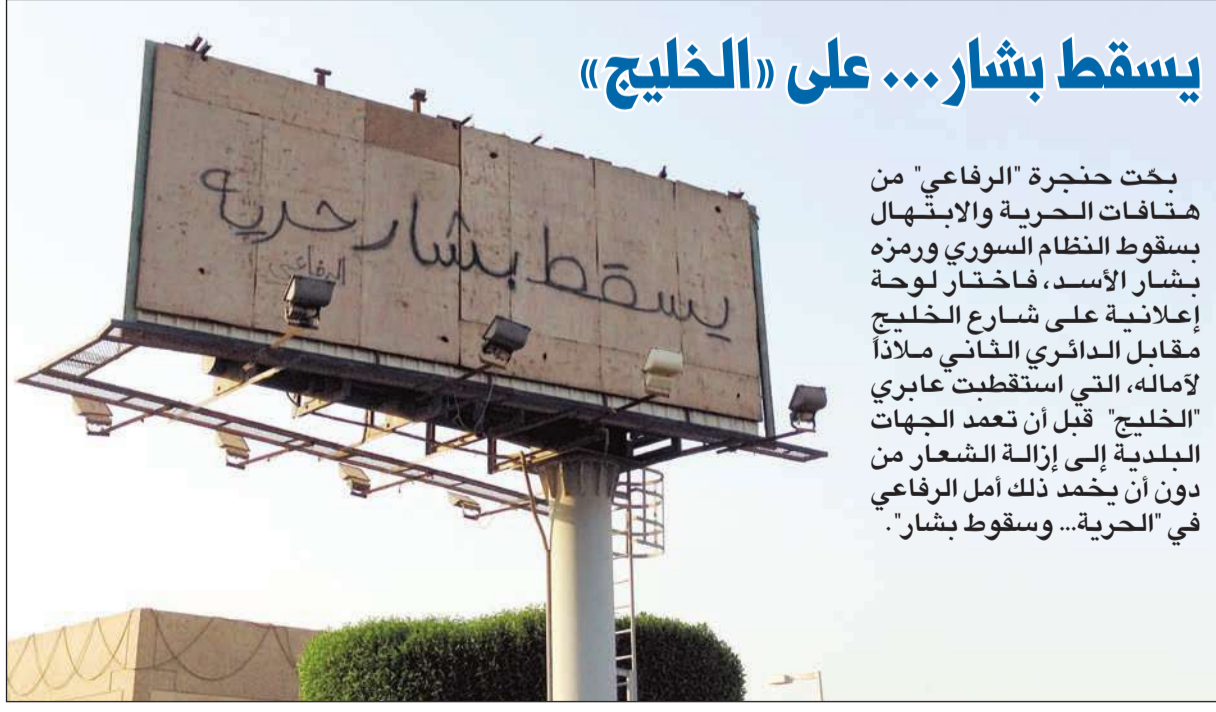 يسقط بشار... على «الخليج»
بحّت حنجرة "الرفاعي" من
هتافات الحرية والابتهال
بسقوط النظام السوري ورمزه
بشار الأسد، فاختار لوحة
إعلانية على شارع الخليج
مقابل الدائري الثاني ملاذاً
لآماله، التي استقطبت عابري
"الخليج" قبل أن تعمد الجهات
البلدية إلى إزالة الشعار من
دون أن يخمد ذلك أمل الرفاعي
في "الحرية... وسقوط بشار".
يسقط بشار حريه
الرفاعي